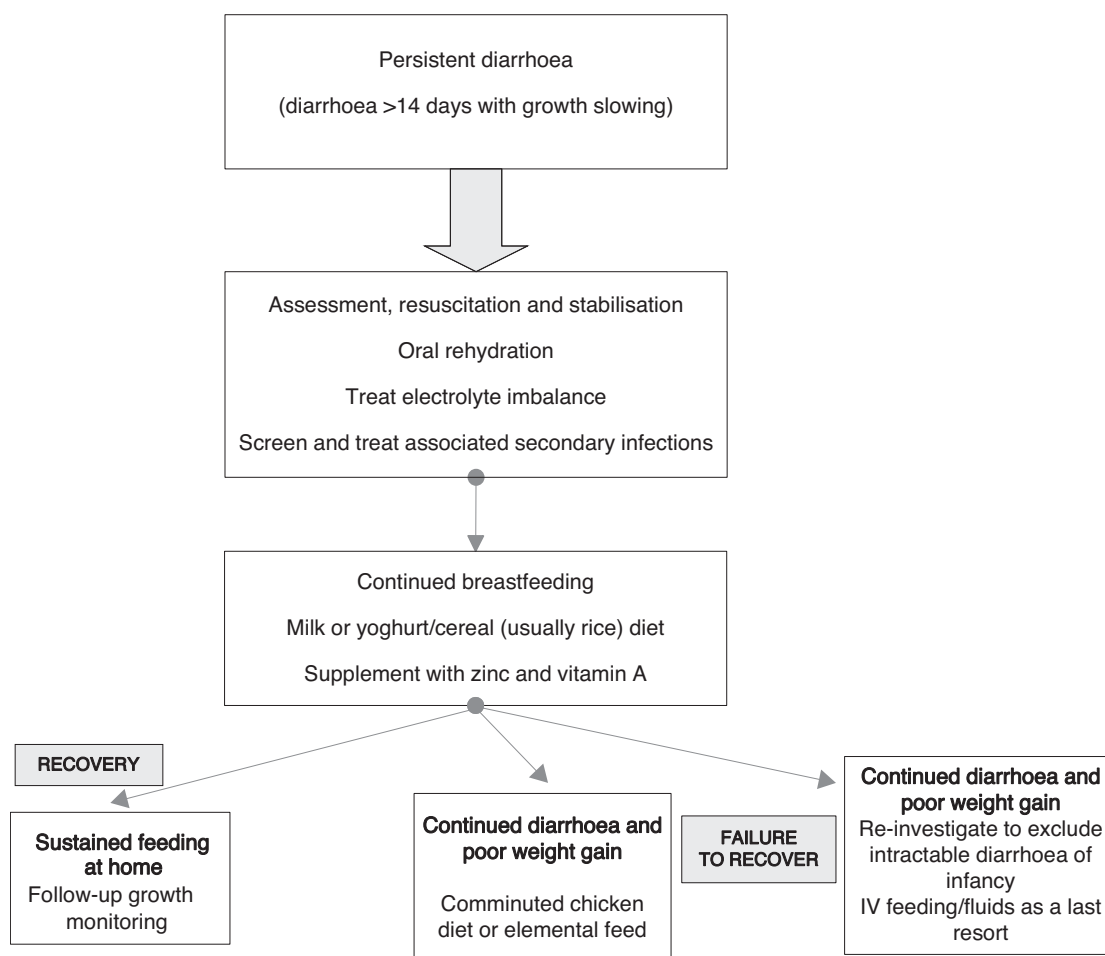 Persistent diarrhoea
(diarrhoea >14 days with growth slowing)
Assessment, resuscitation and stabilisation
Oral rehydration
Treat electrolyte imbalance
Screen and treat associated secondary infections
Continued breastfeeding
Milk or yoghurt/cereal (usually rice) diet
Supplement with zinc and vitamin A
RECOVERY
Sustained feeding
at home
Follow-up growth
monitoring
Continued diarrhoea and
poor weight gain
Comminuted chicken
diet or elemental feed
FAILURE
TO RECOVER
Continued diarrhoea and
poor weight gain
Re-investigate to exclude
intractable diarrhoea of
infancy
IV feeding/fluids as a last
resort